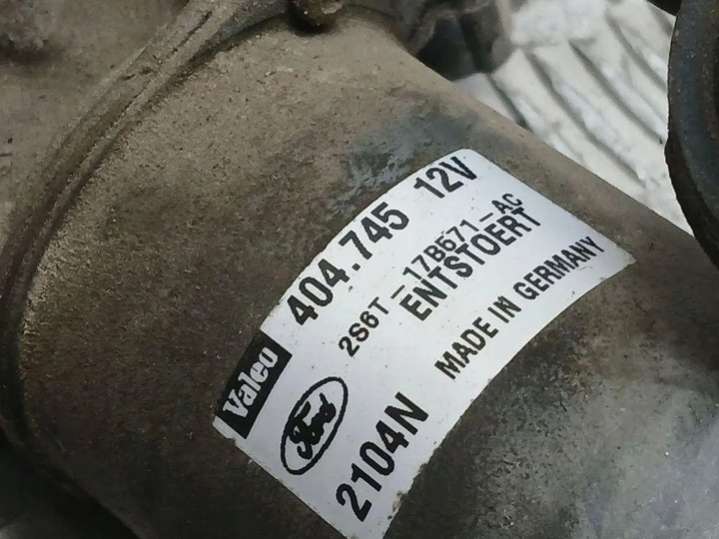 404.745 12V
2S6T-17B571-AC
ENTSTOERT
Valeo
MADE IN GERMANY
Ford
2104N